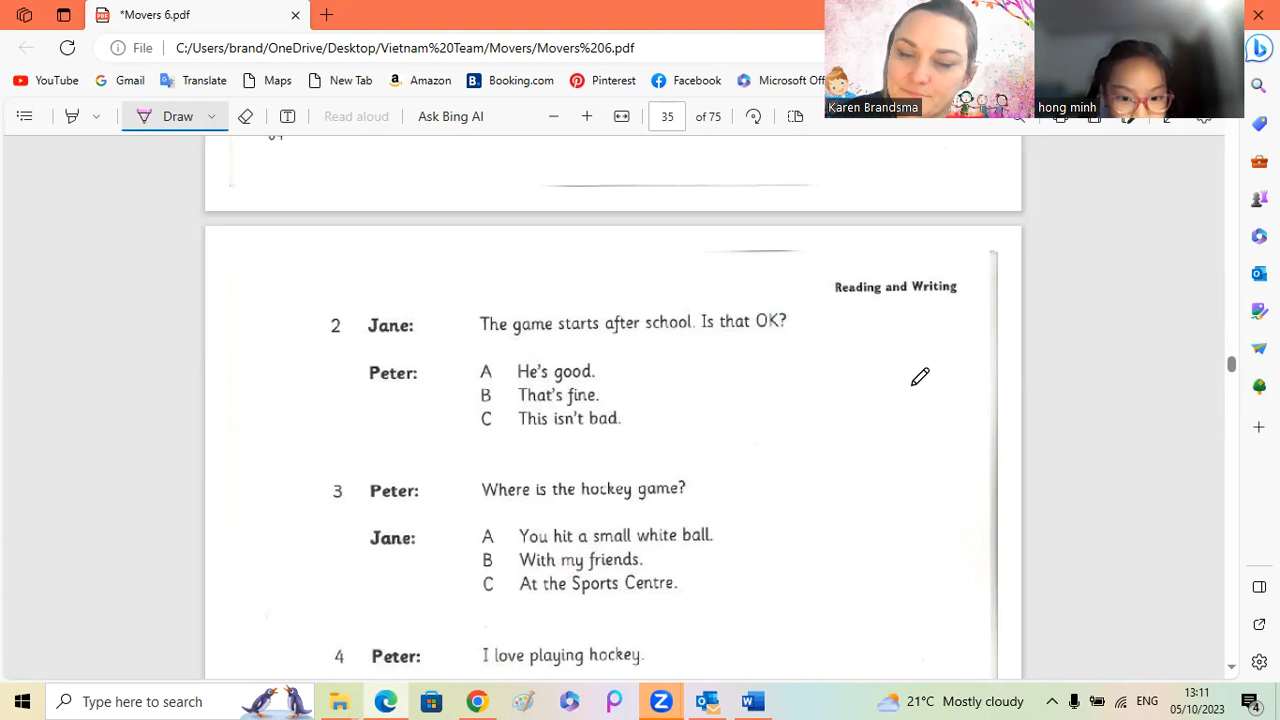 *Movers 6.pdf
File C:/Users/brand/OneDrive/Desktop/Vietnam%20Team/Movers/Movers%206.pdf
YouTube Gmail Translate Maps New Tab Amazon Booking.com Pinterest Facebook Microsoft Off
Karen Brandsma hong minh
Draw Read aloud Ask Bing AI 35 of 75
Reading and Writing
2 Jane: The game starts after school. Is that OK?
Peter: A He's good.
B That's fine.
C This isn't bad.
3 Peter: Where is the hockey game?
Jane: A You hit a small white ball.
B With my friends.
C At the Sports Centre.
4 Peter: I love playing hockey.
Type here to search
21°C Mostly cloudy ENG 13:11
05/10/2023 4